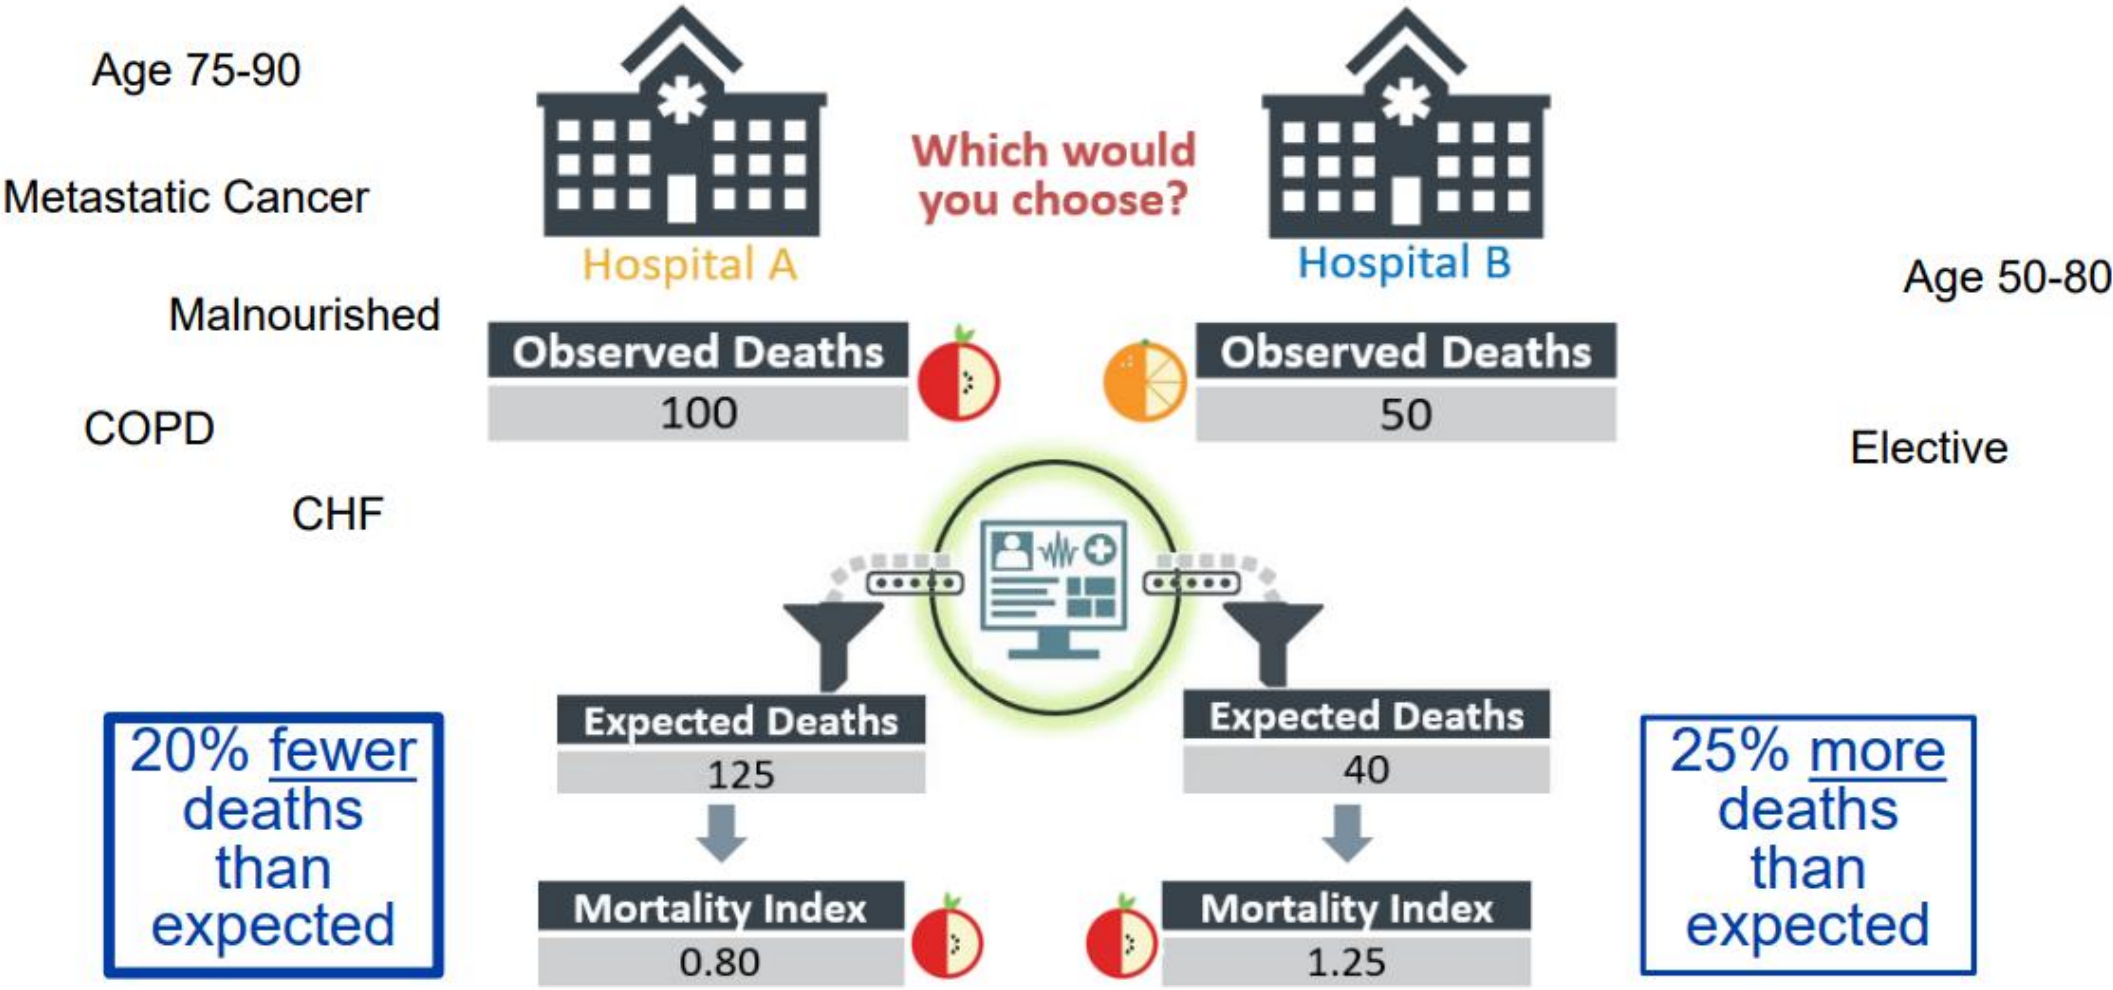 Age 75-90
Metastatic Cancer
Malnourished
COPD
CHF
Which would
you choose?
Hospital A
Hospital B
Age 50-80
Elective
Observed Deaths
100
Observed Deaths
50
Expected Deaths
125
Expected Deaths
40
20% fewer
deaths
than
expected
25% more
deaths
than
expected
Mortality Index
0.80
Mortality Index
1.25